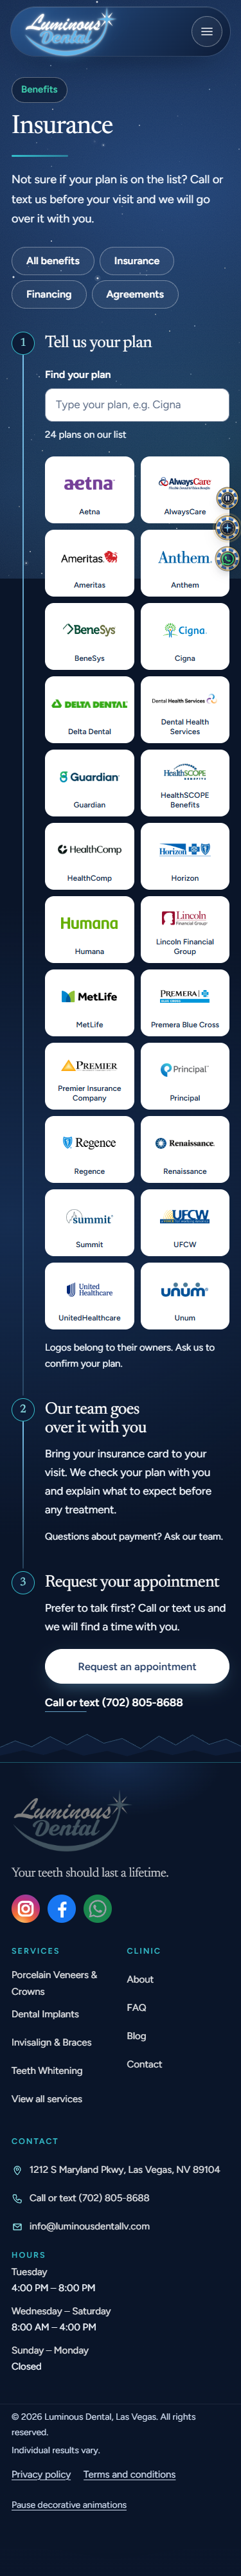 Luminous
Dental
Benefits
Insurance
Not sure if your plan is on the list? Call or
text us before your visit and we will go
over it with you.
All benefits
Insurance
Financing
Agreements
1
Tell us your plan
Find your plan
Type your plan, e.g. Cigna
24 plans on our list
aetna
Aetna
AlwaysCare
AlwaysCare
Ameritas
Ameritas
Anthem
Anthem
BeneSys
BeneSys
Cigna
Cigna
DELTA DENTAL
Delta Dental
Dental Health Services
Dental Health
Services
Guardian
Guardian
HealthSCOPE
BENEFITS
HealthSCOPE
Benefits
HealthComp
HealthComp
Horizon
Horizon
Humana
Humana
Lincoln
Financial Group
Lincoln Financial
Group
MetLife
MetLife
PREMERA
BLUE CROSS
Premera Blue Cross
PREMIER
Premier Insurance
Company
Principal
Principal
Regence
Regence
Renaissance
Renaissance
summit
Summit
UFCW
UFCW
United
Healthcare
UnitedHealthcare
unum
Unum
Logos belong to their owners. Ask us to
confirm your plan.
2
Our team goes
over it with you
Bring your insurance card to your
visit. We check your plan with you
and explain what to expect before
any treatment.
Questions about payment? Ask our team.
3
Request your appointment
Prefer to talk first? Call or text us and
we will find a time with you.
Request an appointment
Call or text (702) 805-8688
Luminous
Dental
Your teeth should last a lifetime.
SERVICES
Porcelain Veneers &
Crowns
Dental Implants
Invisalign & Braces
Teeth Whitening
View all services
CLINIC
About
FAQ
Blog
Contact
CONTACT
1212 S Maryland Pkwy, Las Vegas, NV 89104
Call or text (702) 805-8688
info@luminousdentallv.com
HOURS
Tuesday
4:00 PM – 8:00 PM
Wednesday – Saturday
8:00 AM – 4:00 PM
Sunday – Monday
Closed
© 2026 Luminous Dental, Las Vegas. All rights
reserved.
Individual results vary.
Privacy policy
Terms and conditions
Pause decorative animations